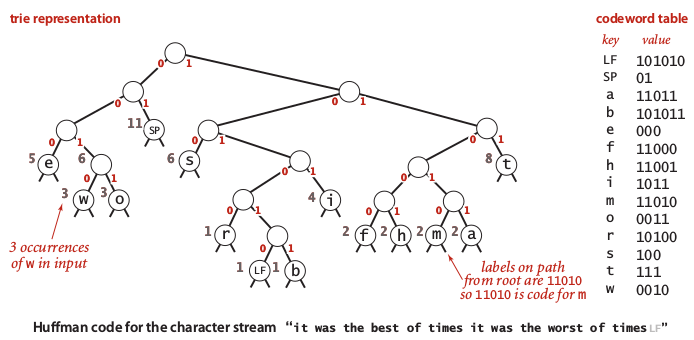 trie representation
codeword table
key value
LF 101010
SP 01
a 11011
b 101011
e 000
f 11000
h 11001
i 1011
m 11010
o 0011
r 10100
s 100
t 111
w 0010
0 1
0 1
0 1
0 1
11 SP
0 1
0 1
5 e
6
6 s
0 1
0 1
8 t
0 1
3 w
3 o
0 1
4 i
0 1
0 1
1 r
0 1
2 f
2 h
2 m
2 a
1 LF
1 b
3 occurrences
of w in input
labels on path
from root are 11010
so 11010 is code for m
Huffman code for the character stream “it was the best of times it was the worst of times LF”